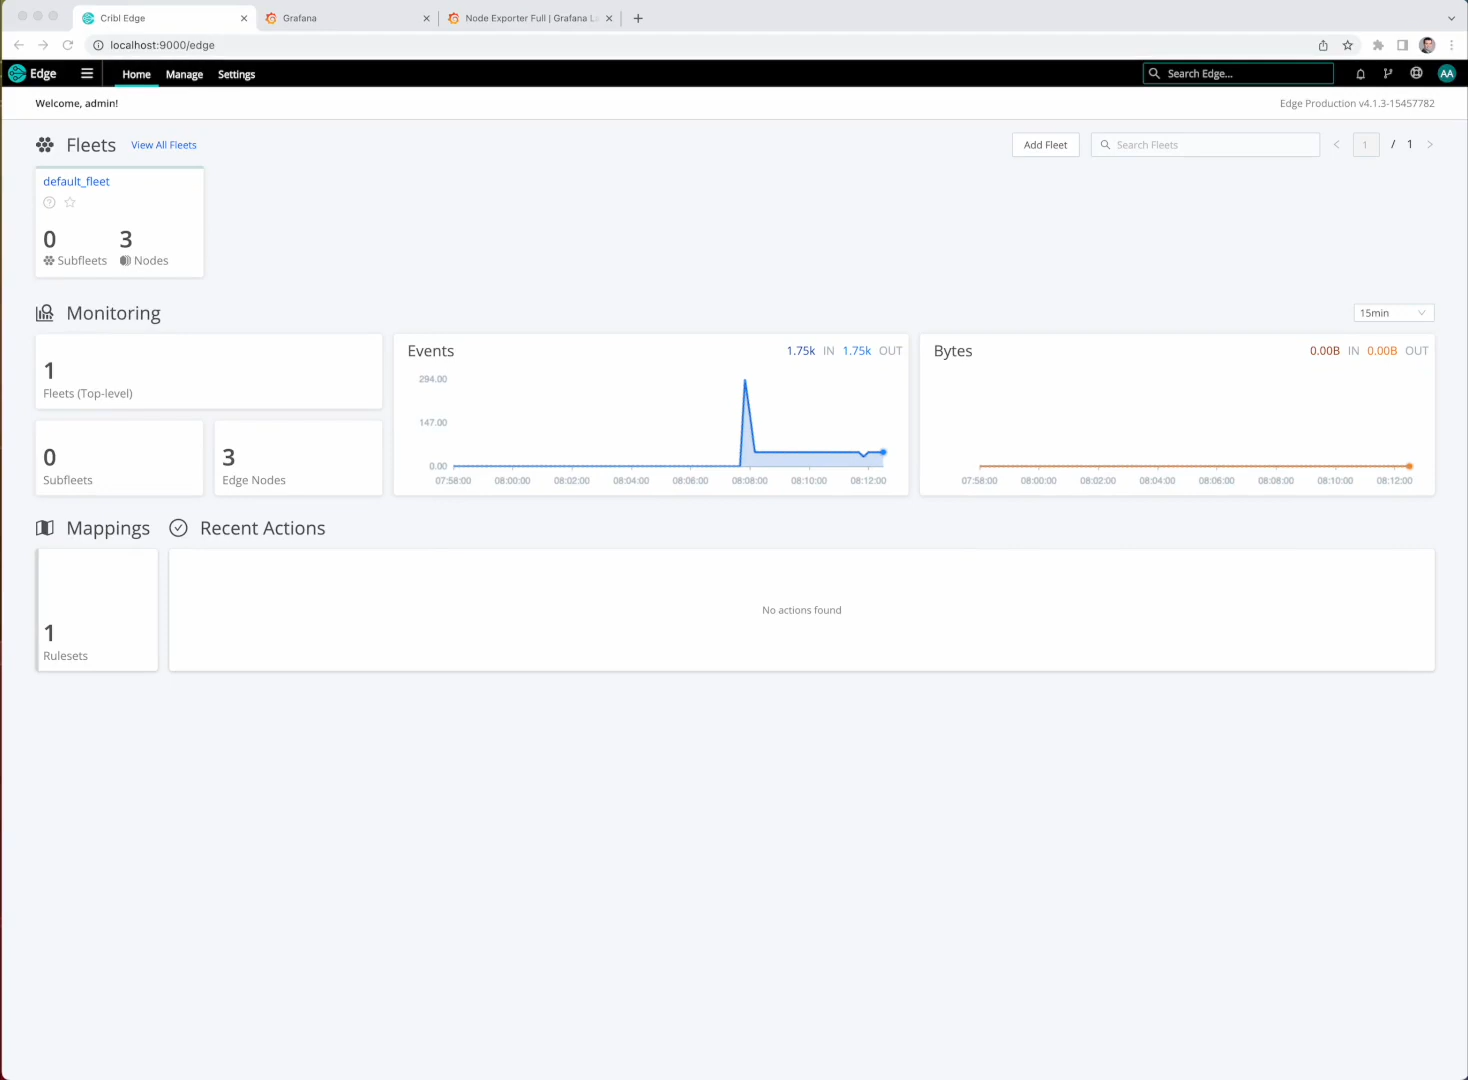 Cribl Edge
Grafana
Node Exporter Full | Grafana L
localhost:9000/edge
Edge
Home Manage Settings
Search Edge...
AA
Welcome, admin!
Edge Production v4.1.3-15457782
Fleets View All Fleets
Add Fleet
Search Fleets
1 / 1
default_fleet
0 3
Subfleets Nodes
Monitoring
15min
1
Fleets (Top-level)
0
Subfleets
3
Edge Nodes
Events 1.75k IN 1.75k OUT
294.00
147.00
0.00
07:58:00 08:00:00 08:02:00 08:04:00 08:06:00 08:08:00 08:10:00 08:12:00
Bytes 0.00B IN 0.00B OUT
07:58:00 08:00:00 08:02:00 08:04:00 08:06:00 08:08:00 08:10:00 08:12:00
Mappings Recent Actions
1
Rulesets
No actions found